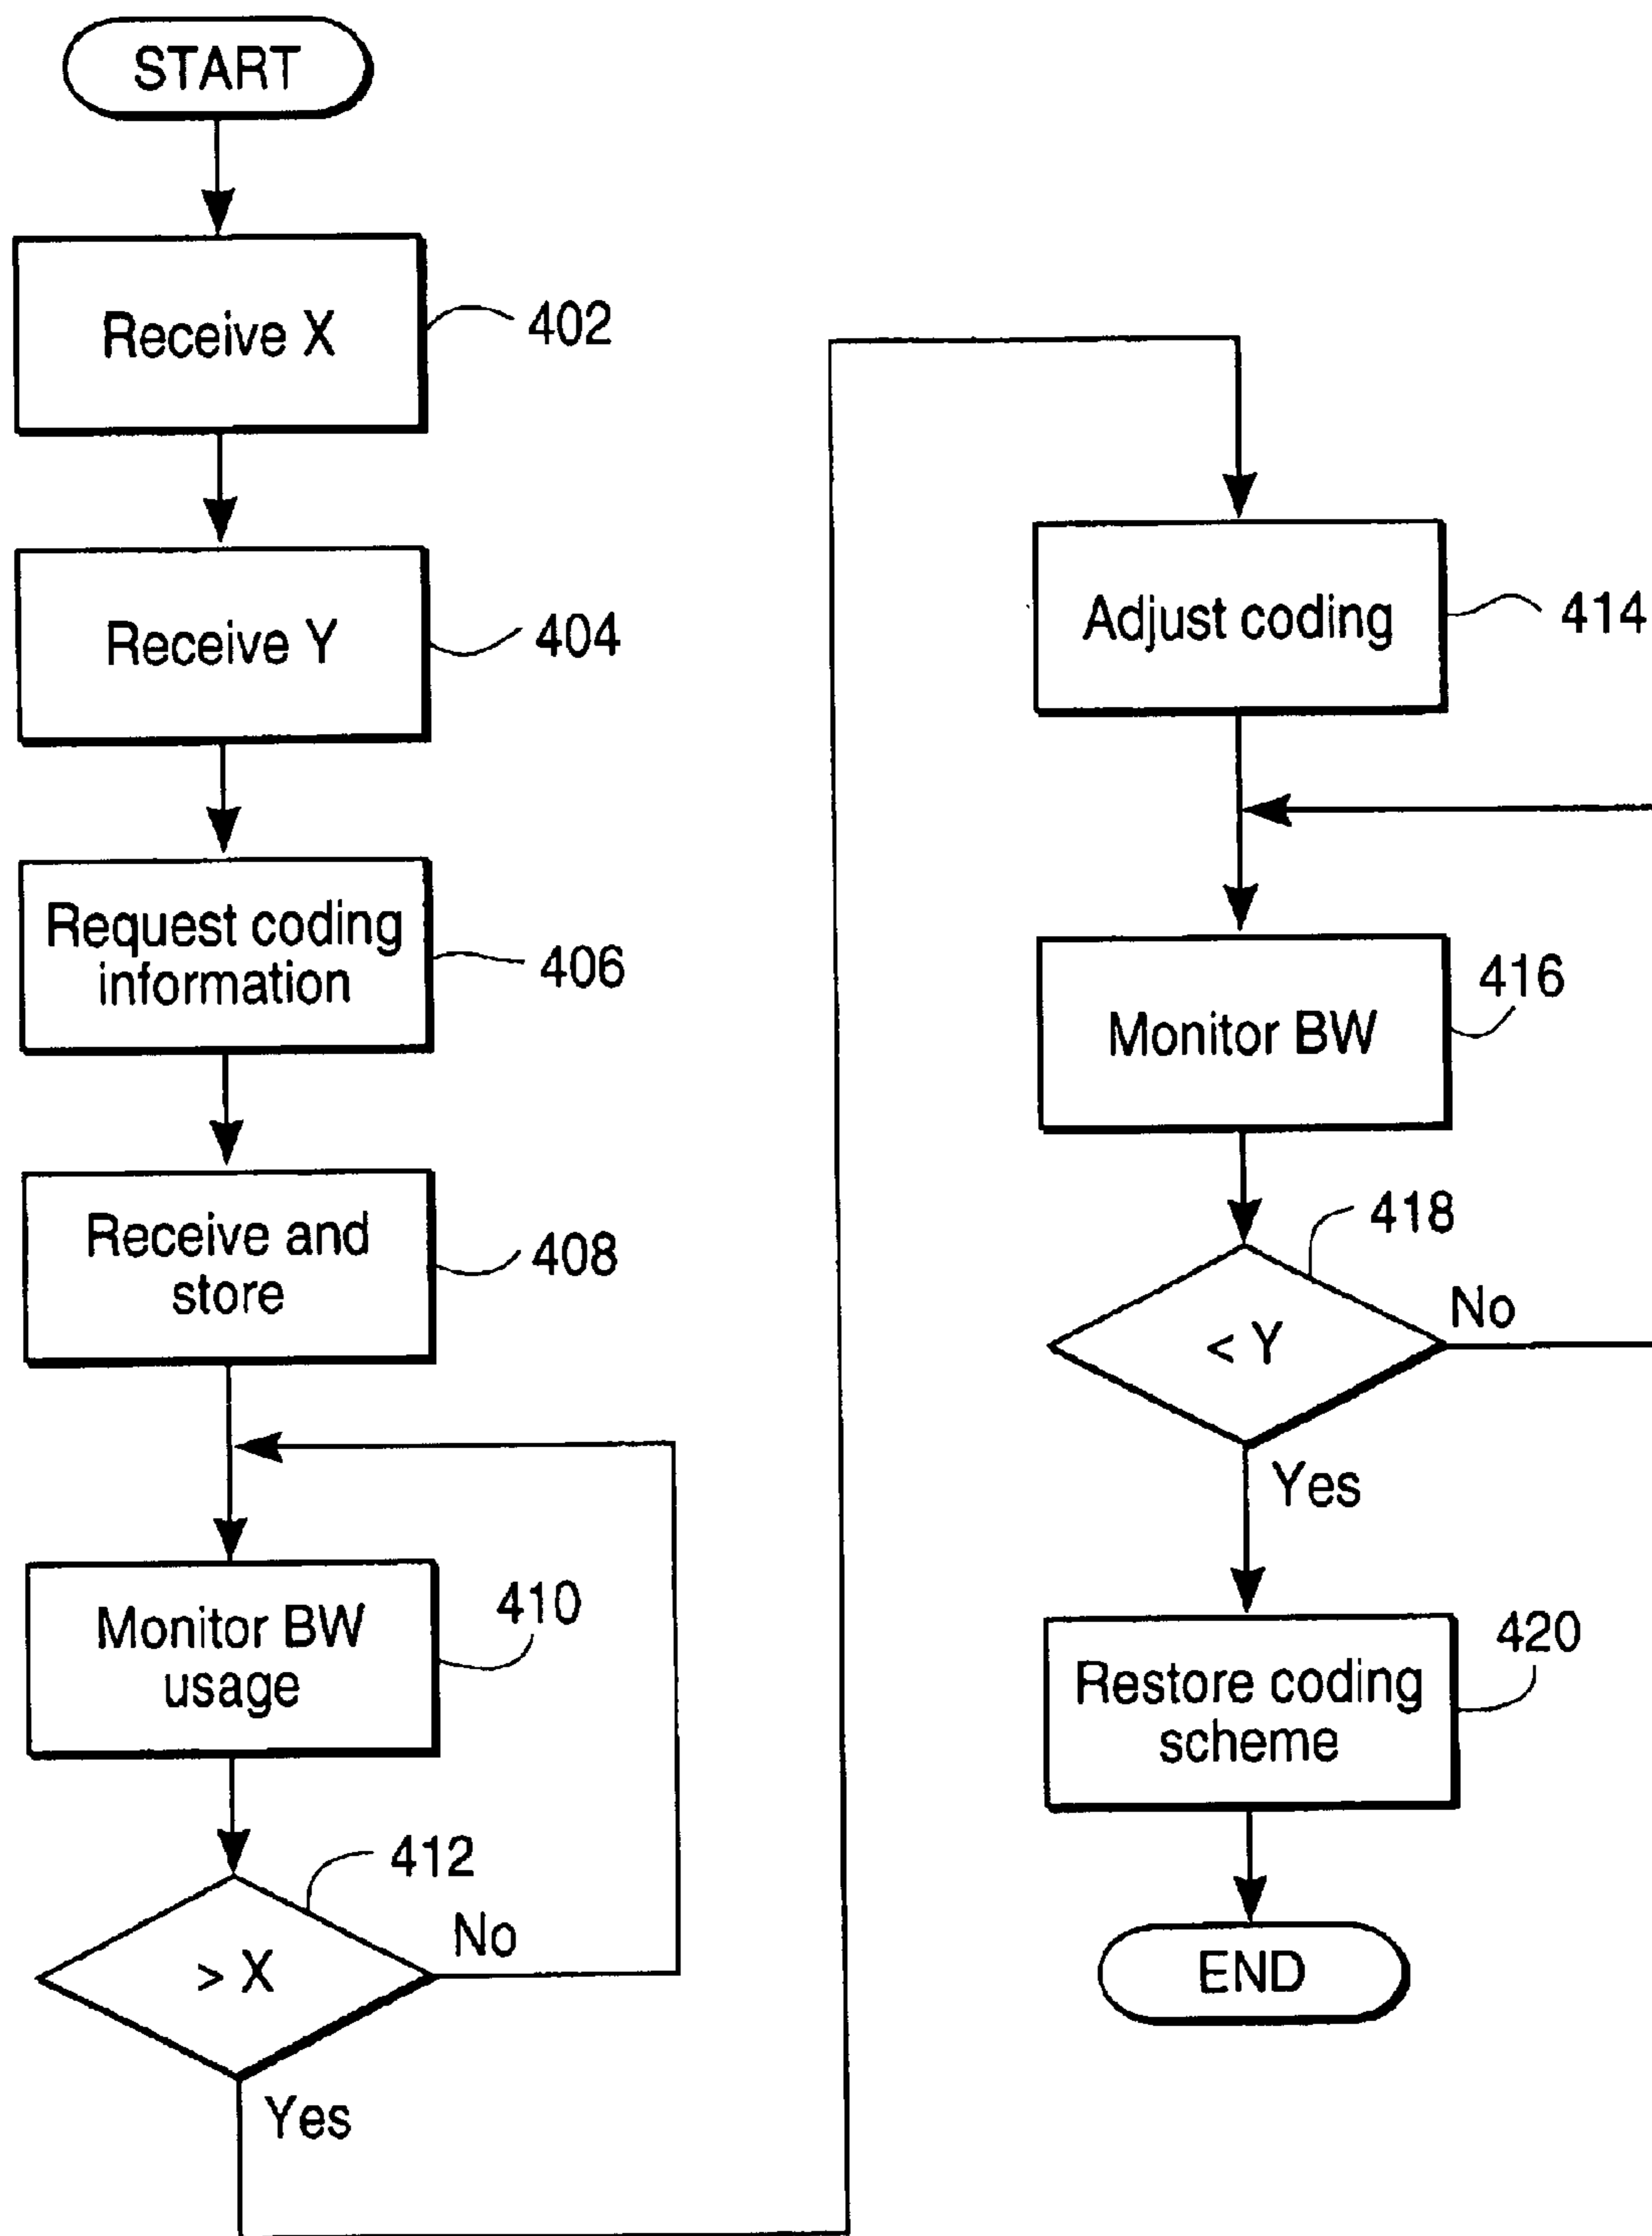 START
Receive X
402
Receive Y
404
Request coding
information
406
Receive and
store
408
Monitor BW
usage
410
412
> X
No
Yes
Adjust coding
414
Monitor BW
416
418
< Y
No
Yes
Restore coding
scheme
420
END